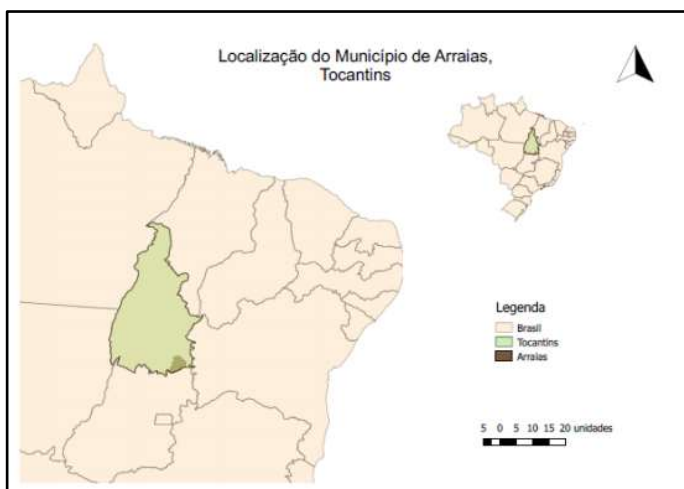 Localização do Município de Arraias,
Tocantins
Legenda
Brasil
Tocantins
Arraias
5 0 5 10 15 20 unidades